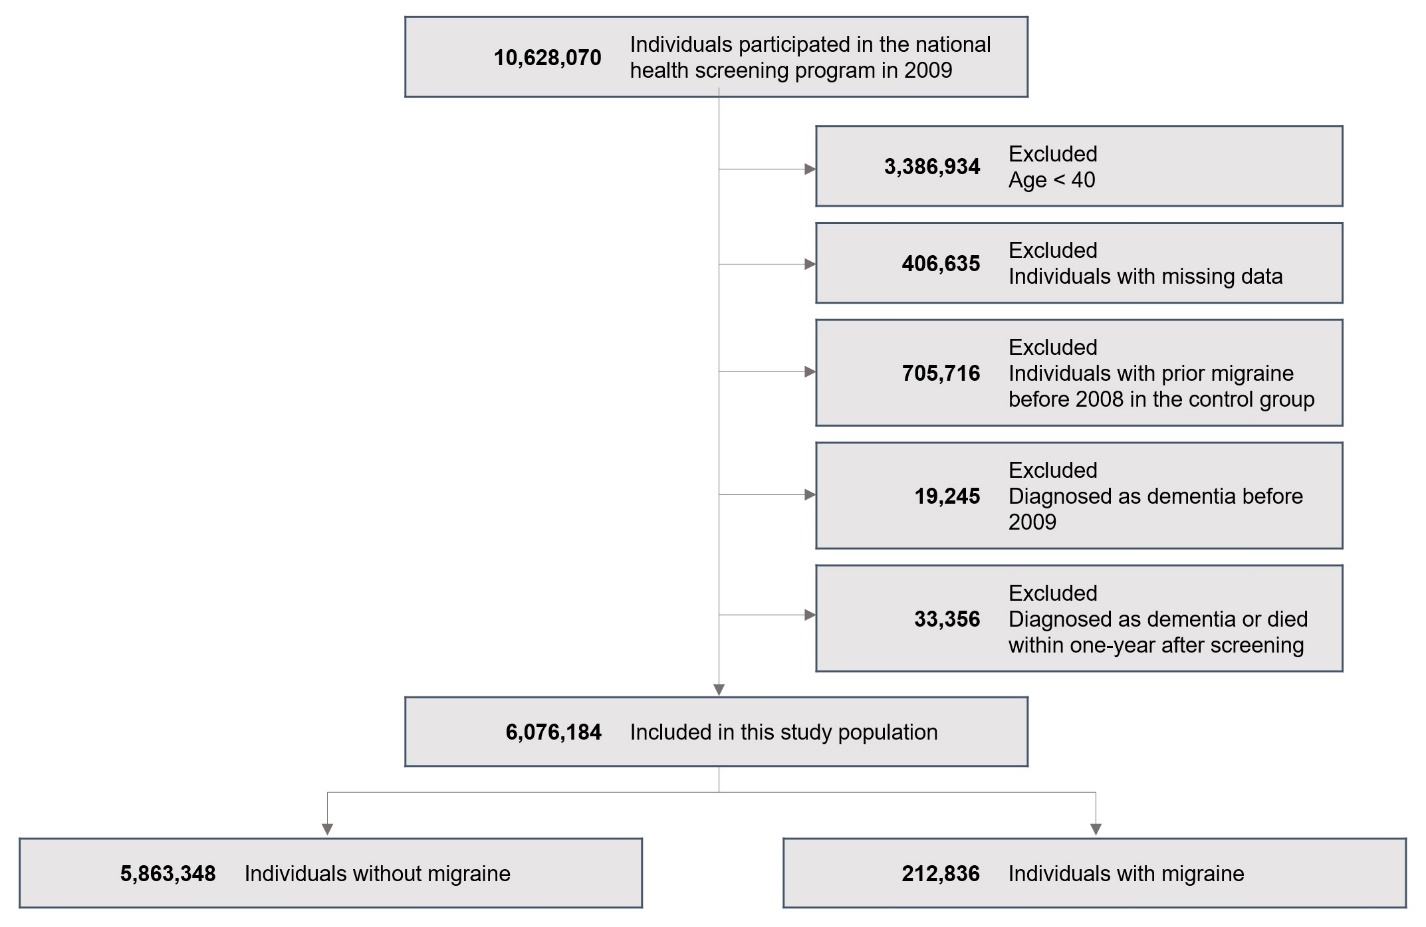 10,628,070
Individuals participated in the national
health screening program in 2009
3,386,934
Excluded
Age < 40
406,635
Excluded
Individuals with missing data
705,716
Excluded
Individuals with prior migraine
before 2008 in the control group
19,245
Excluded
Diagnosed as dementia before
2009
33,356
Excluded
Diagnosed as dementia or died
within one-year after screening
6,076,184 Included in this study population
5,863,348 Individuals without migraine
212,836 Individuals with migraine